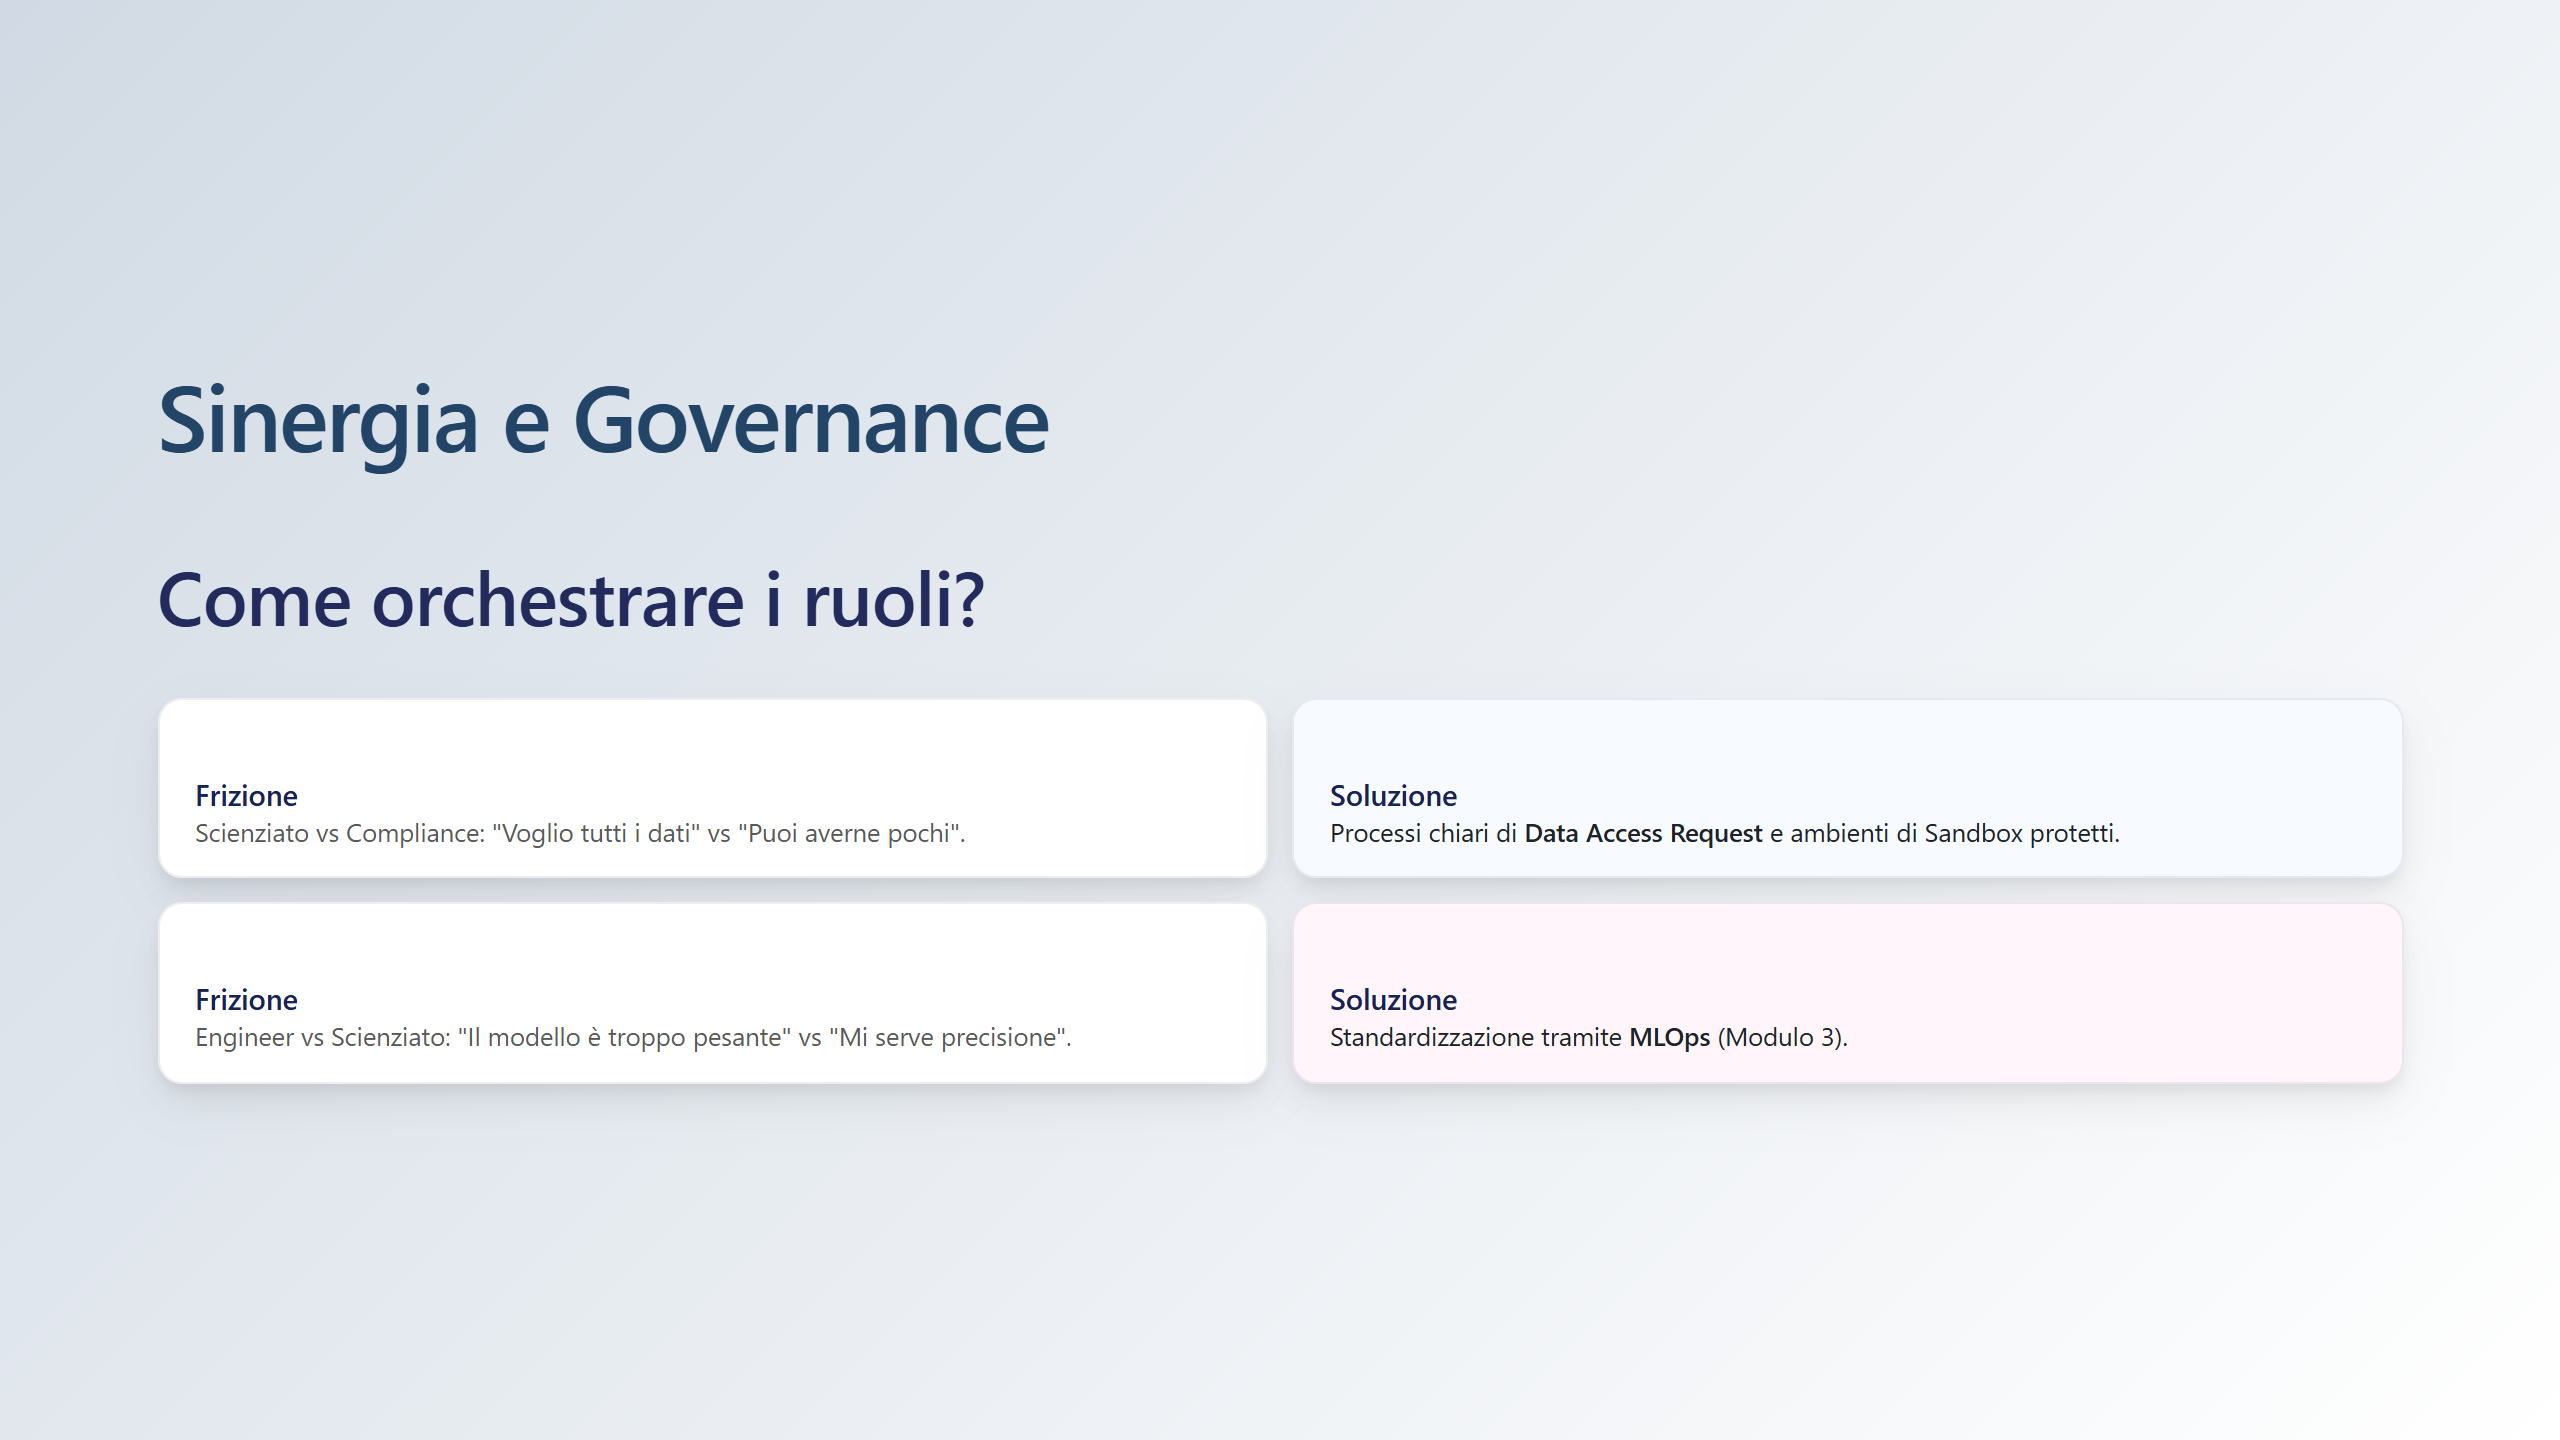 Sinergia e Governance
Come orchestrare i ruoli?
Frizione
Scienziato vs Compliance: "Voglio tutti i dati" vs "Puoi averne pochi".
Soluzione
Processi chiari di Data Access Request e ambienti di Sandbox protetti.
Frizione
Engineer vs Scienziato: "Il modello è troppo pesante" vs "Mi serve precisione".
Soluzione
Standardizzazione tramite MLOps (Modulo 3).